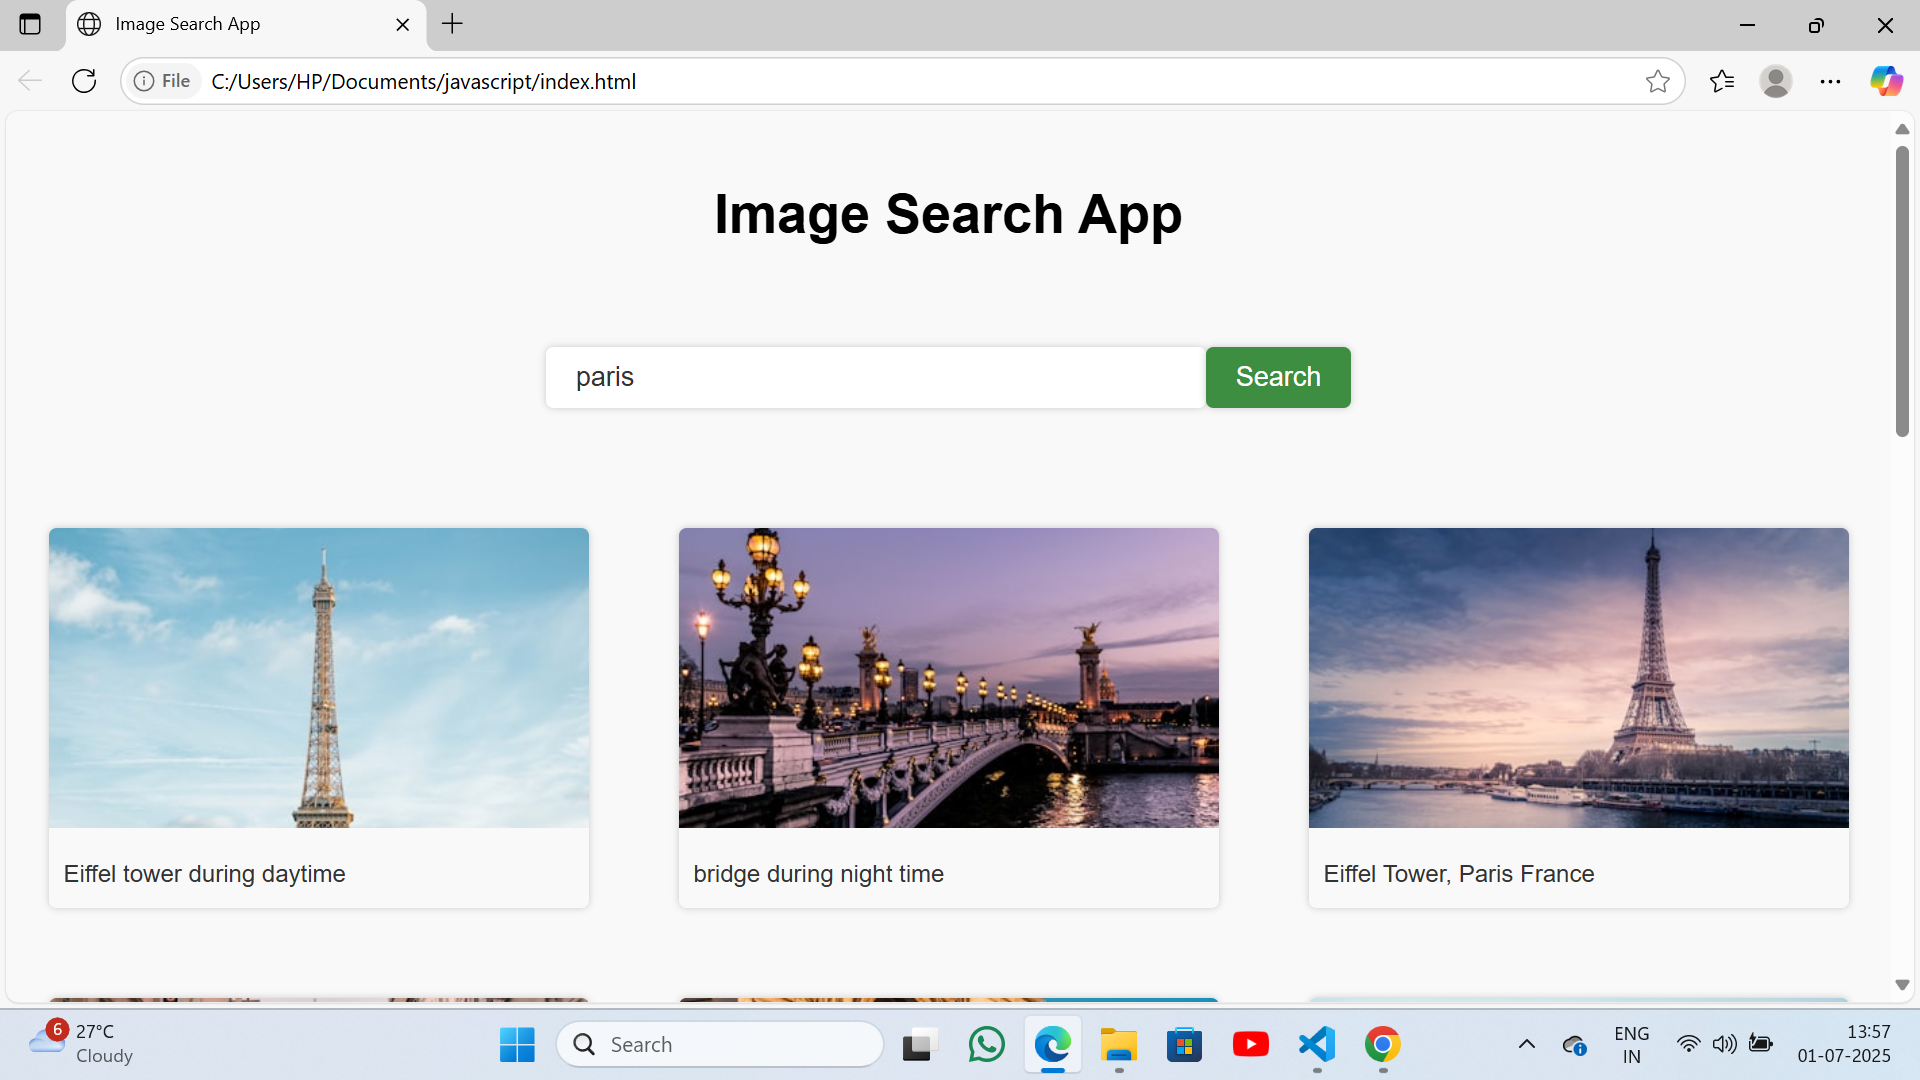 Image Search App
File
C:/Users/HP/Documents/javascript/index.html
Image Search App
paris
Search
Eiffel tower during daytime
bridge during night time
Eiffel Tower, Paris France
6
27°C
Cloudy
Search
ENG
IN
13:57
01-07-2025